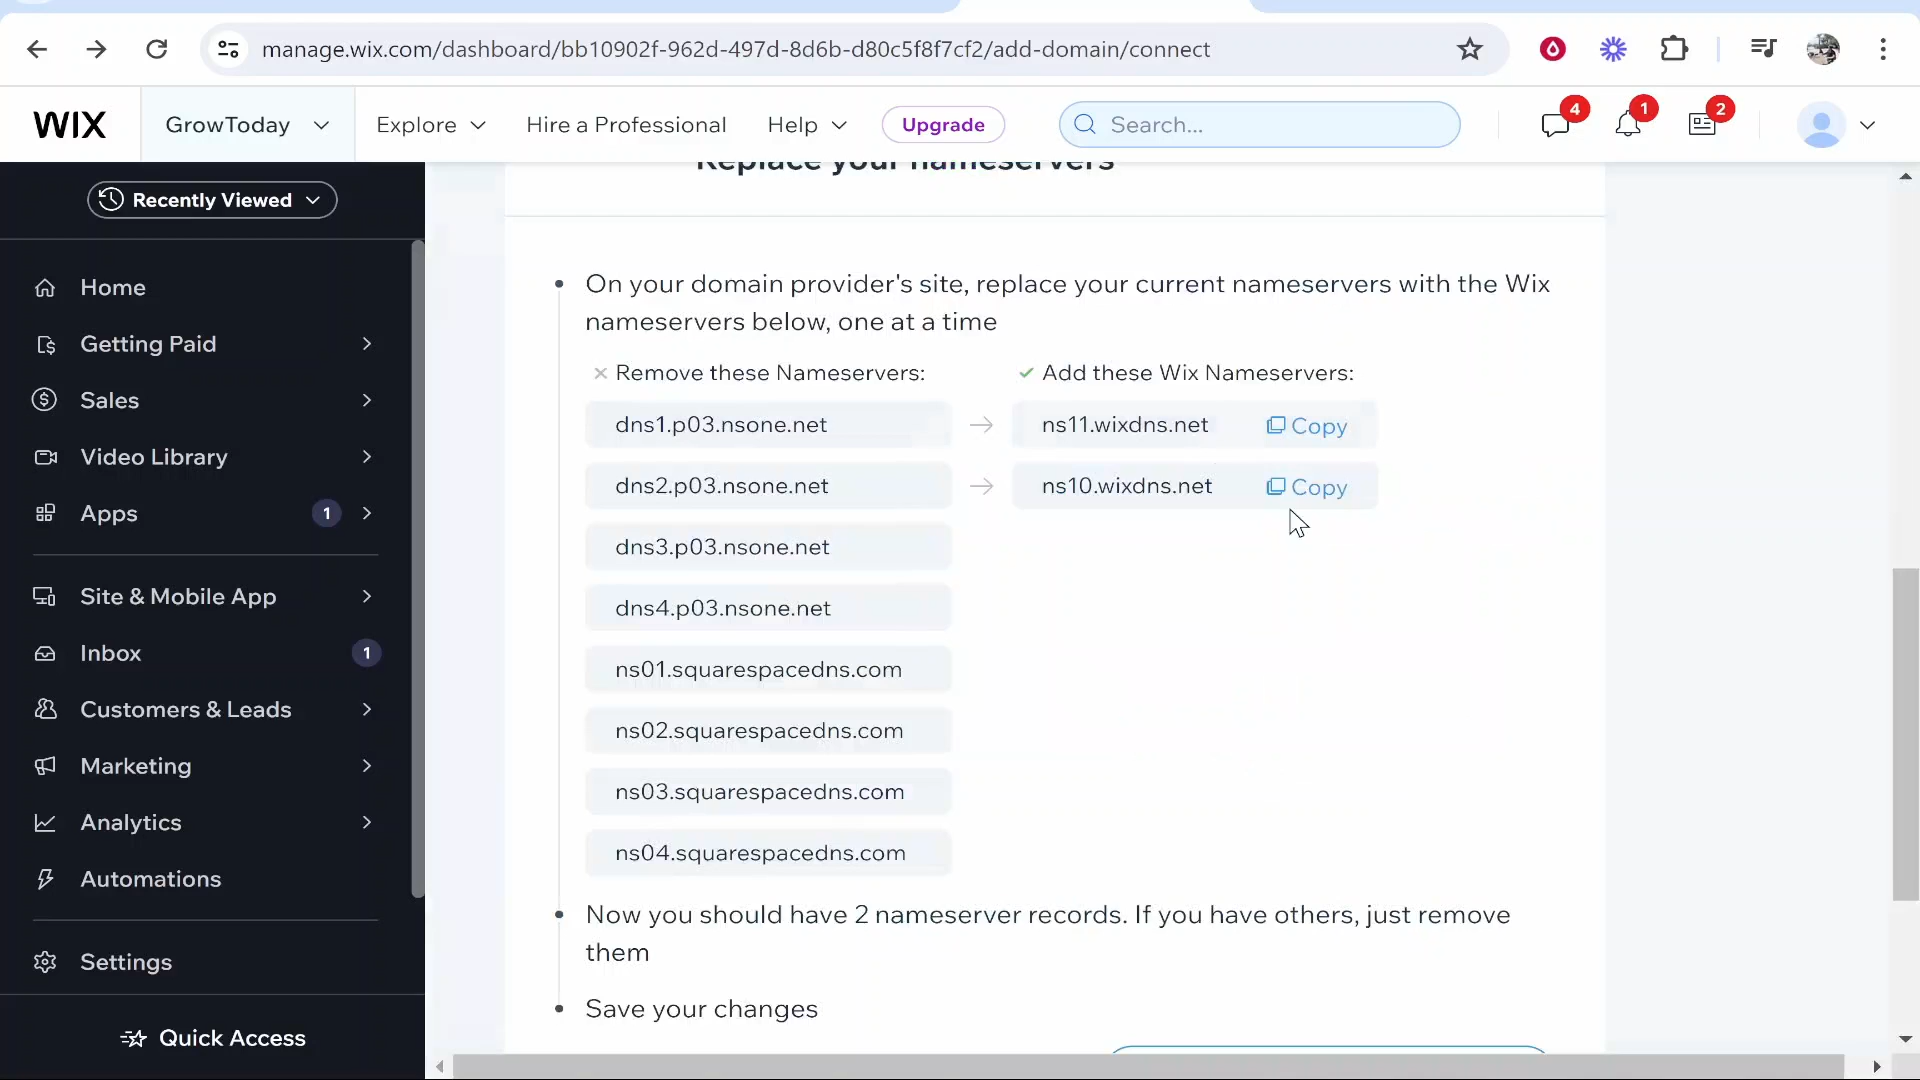 manage.wix.com/dashboard/bb10902f-962d-497d-8d6b-d80c5f8f7cf2/add-domain/connect
WIX
GrowToday
Explore
Hire a Professional
Help
Upgrade
Search...
4
1
2
Recently Viewed
Home
Getting Paid
Sales
Video Library
Apps
1
Site & Mobile App
Inbox
1
Customers & Leads
Marketing
Analytics
Automations
Settings
Quick Access
Replace your nameservers
• On your domain provider's site, replace your current nameservers with the Wix
nameservers below, one at a time
Remove these Nameservers:
Add these Wix Nameservers:
dns1.p03.nsone.net
ns11.wixdns.net
Copy
dns2.p03.nsone.net
ns10.wixdns.net
Copy
dns3.p03.nsone.net
dns4.p03.nsone.net
ns01.squarespacedns.com
ns02.squarespacedns.com
ns03.squarespacedns.com
ns04.squarespacedns.com
• Now you should have 2 nameserver records. If you have others, just remove
them
• Save your changes